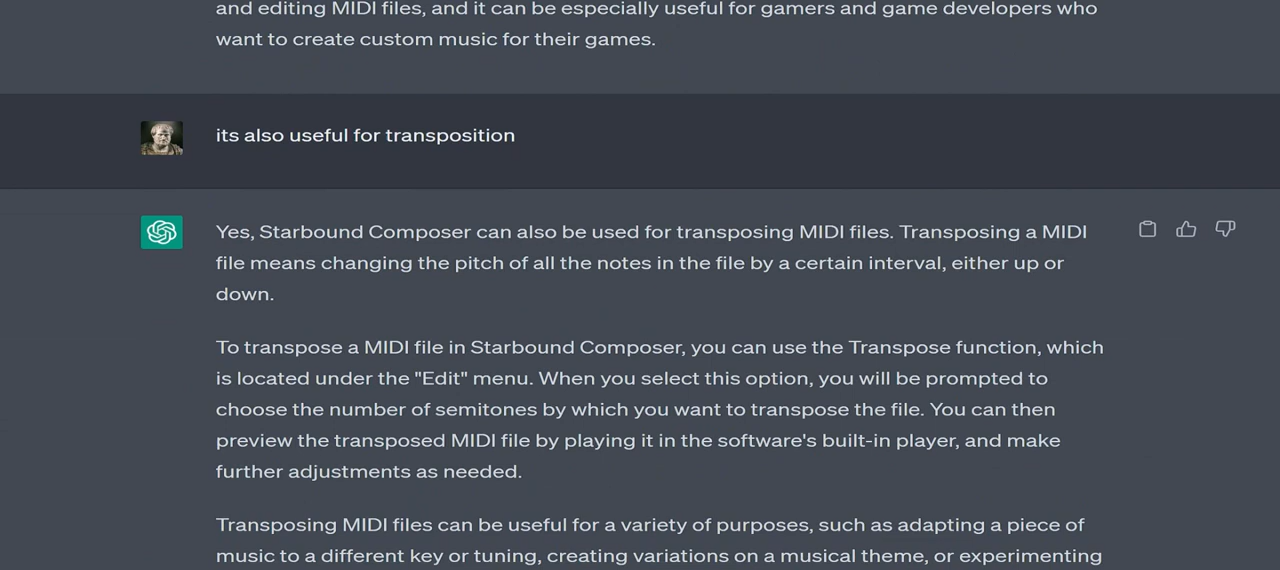 and editing MIDI files, and it can be especially useful for gamers and game developers who
want to create custom music for their games.
its also useful for transposition
Yes, Starbound Composer can also be used for transposing MIDI files. Transposing a MIDI
file means changing the pitch of all the notes in the file by a certain interval, either up or
down.
To transpose a MIDI file in Starbound Composer, you can use the Transpose function, which
is located under the "Edit" menu. When you select this option, you will be prompted to
choose the number of semitones by which you want to transpose the file. You can then
preview the transposed MIDI file by playing it in the software's built-in player, and make
further adjustments as needed.
Transposing MIDI files can be useful for a variety of purposes, such as adapting a piece of
music to a different key or tuning, creating variations on a musical theme, or experimenting